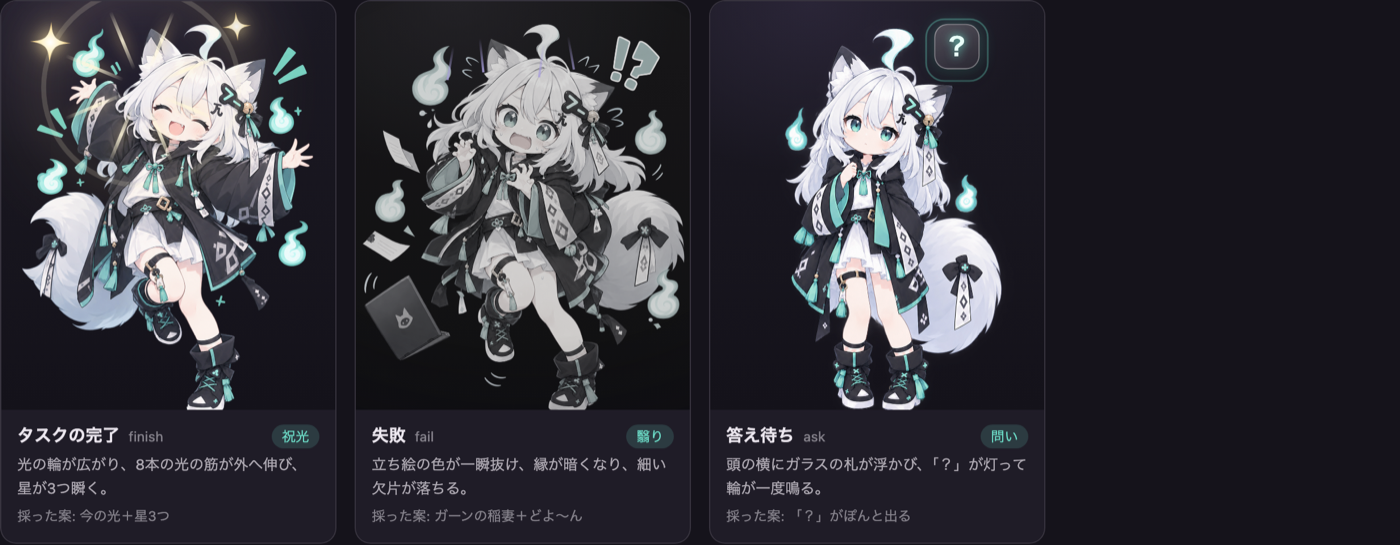 !?
?
タスクの完了 finish 祝光
光の輪が広がり、8本の光の筋が外へ伸び、
星が3つ瞬く。
採った案: 今の光＋星3つ
失敗 fail 翳り
立ち絵の色が一瞬抜け、縁が暗くなり、細い
欠片が落ちる。
採った案: ガーンの稲妻＋どよ〜ん
答え待ち ask 問い
頭の横にガラスの札が浮かび、「？」が灯って
輪が一度鳴る。
採った案: 「？」がぽんと出る